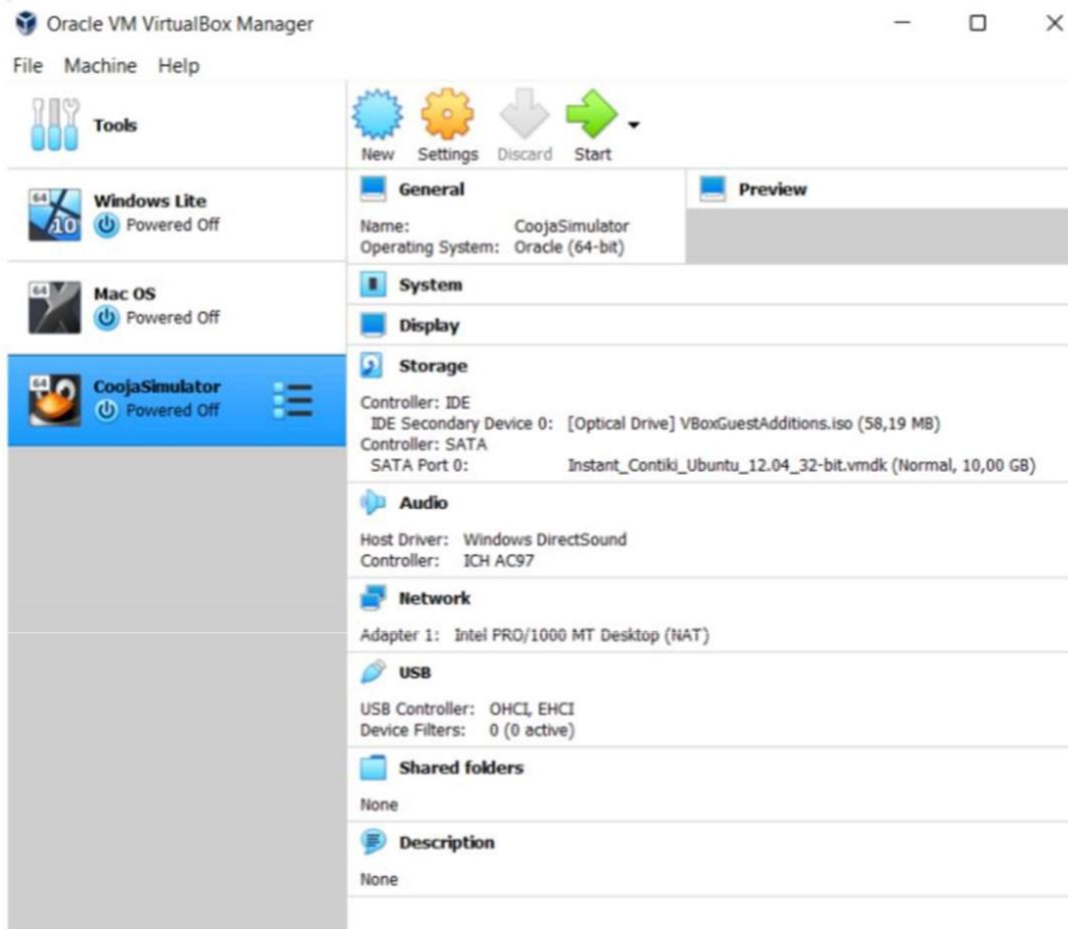 Oracle VM VirtualBox Manager
File Machine Help
Tools
64
10
Windows Lite
Powered Off
64
Mac OS
Powered Off
64
CoojaSimulator
Powered Off
New Settings Discard Start
General
Name: CoojaSimulator
Operating System: Oracle (64-bit)
Preview
System
Display
Storage
Controller: IDE
IDE Secondary Device 0: [Optical Drive] VBoxGuestAdditions.iso (58,19 MB)
Controller: SATA
SATA Port 0: Instant_Contiki_Ubuntu_12.04_32-bit.vmdk (Normal, 10,00 GB)
Audio
Host Driver: Windows DirectSound
Controller: ICH AC97
Network
Adapter 1: Intel PRO/1000 MT Desktop (NAT)
USB
USB Controller: OHCI, EHCI
Device Filters: 0 (0 active)
Shared folders
None
Description
None